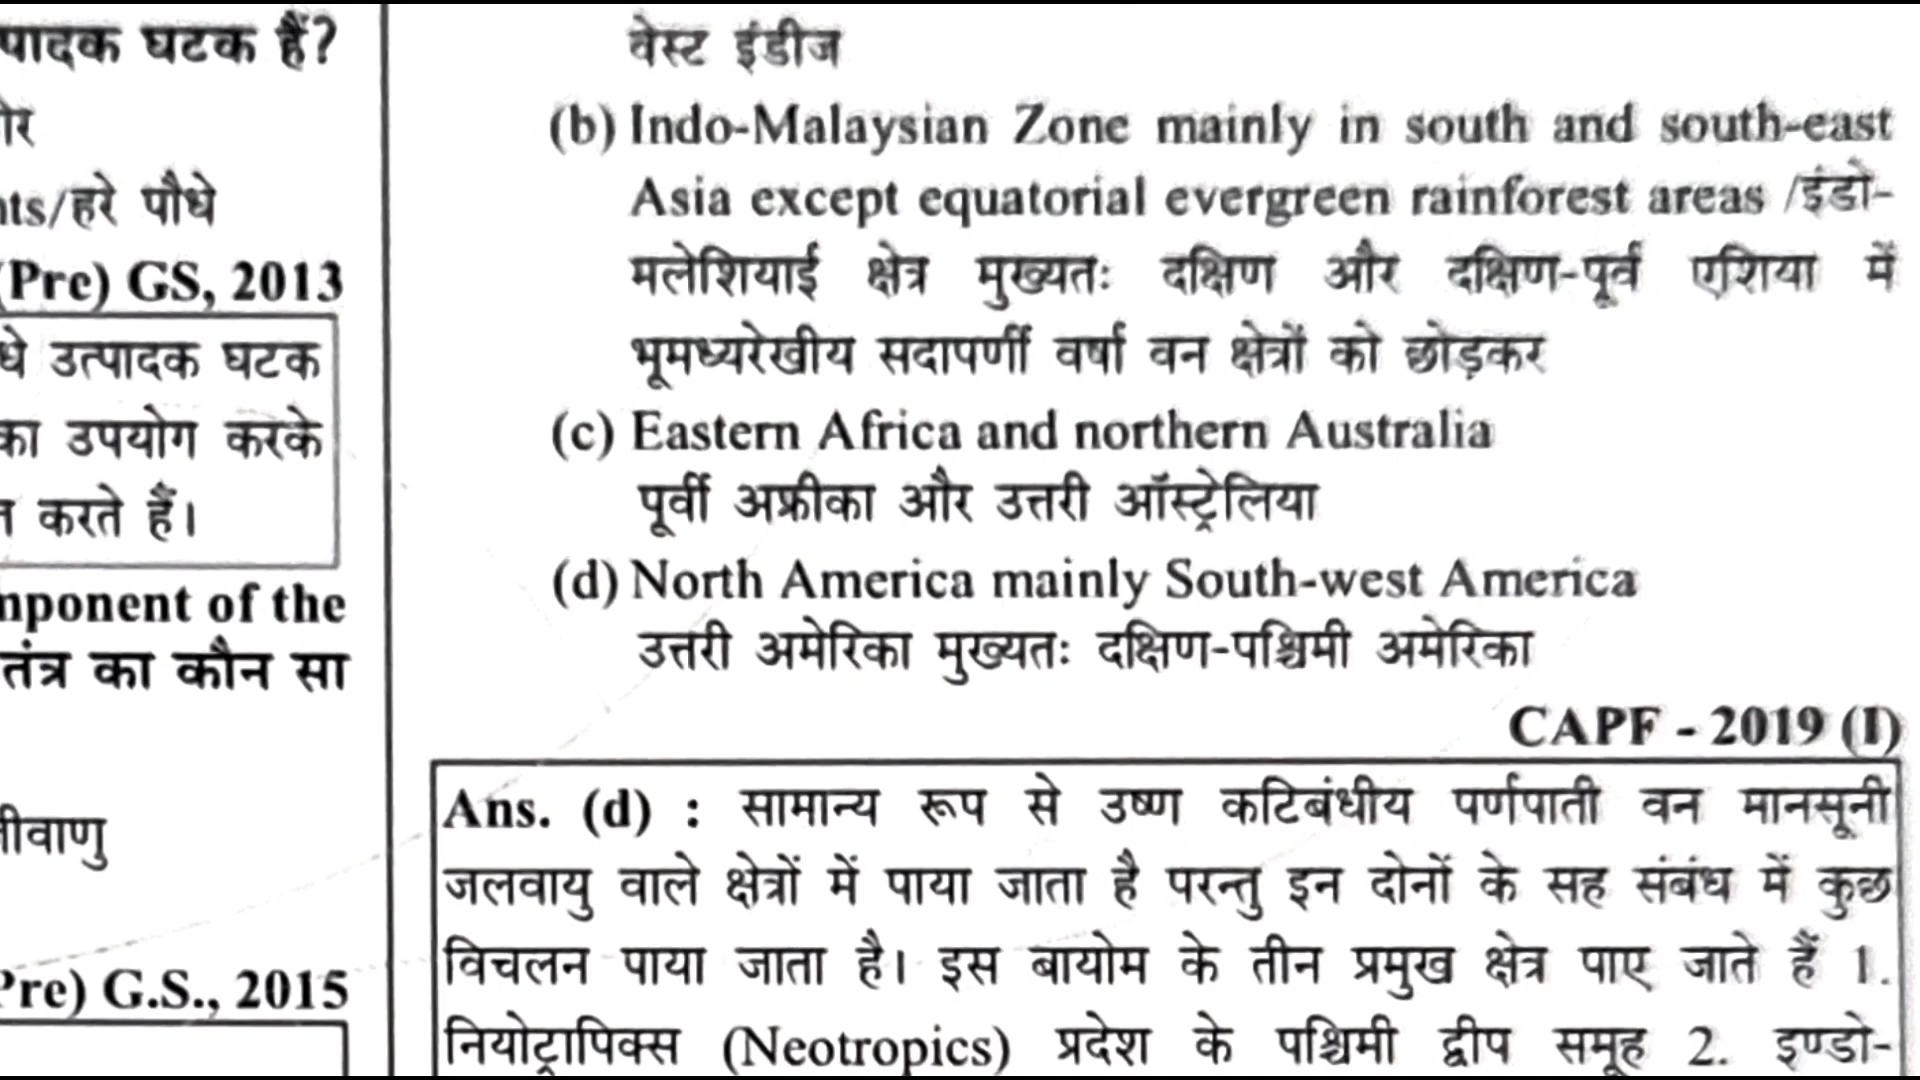 पादक घटक हैं?
nts/हरे पौधे
(Pre) GS, 2013
धे उत्पादक घटक
का उपयोग करके
करते हैं।
mponent of the
तंत्र का कौन सा
Pre) G.S., 2015
वेस्ट इंडीज
(b) Indo-Malaysian Zone mainly in south and south-east
Asia except equatorial evergreen rainforest areas /इंडो-
मलेशियाई क्षेत्र मुख्यतः दक्षिण और दक्षिण-पूर्व एशिया में
भूमध्यरेखीय सदापर्णी वर्षा वन क्षेत्रों को छोड़कर
(c) Eastern Africa and northern Australia
पूर्वी अफ्रीका और उत्तरी ऑस्ट्रेलिया
(d) North America mainly South-west America
उत्तरी अमेरिका मुख्यतः दक्षिण-पश्चिमी अमेरिका
CAPF - 2019 (I)
Ans. (d) : सामान्य रूप से उष्ण कटिबंधीय पर्णपाती वन मानसूनी
जलवायु वाले क्षेत्रों में पाया जाता है परन्तु इन दोनों के सह संबंध में कुछ
विचलन पाया जाता है। इस बायोम के तीन प्रमुख क्षेत्र पाए जाते हैं 1.
नियोट्रापिक्स (Neotropics) प्रदेश के पश्चिमी द्वीप समूह 2. इण्डो-